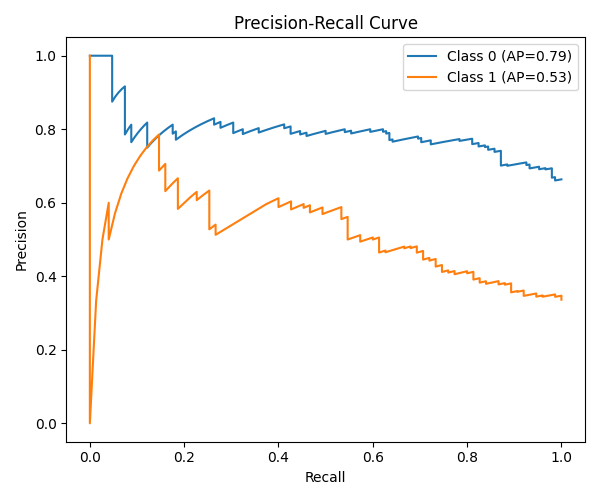 Precision-Recall Curve
Class 0 (AP=0.79)
Class 1 (AP=0.53)
Precision
1.0
0.8
0.6
0.4
0.2
0.0
0.0 0.2 0.4 0.6 0.8 1.0
Recall